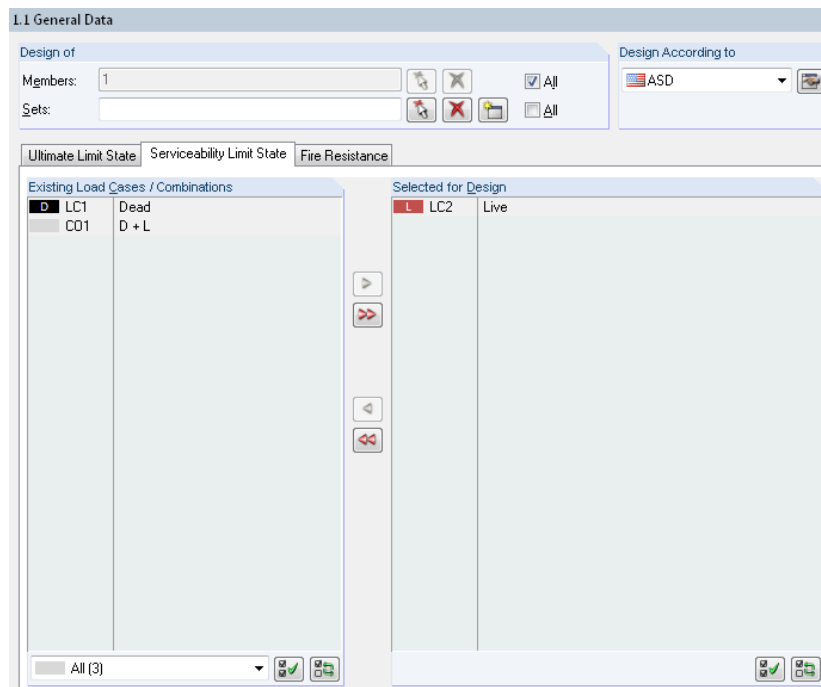 1.1 General Data
Design of
Design According to
Members:
1
All
ASD
Sets:
All
Ultimate Limit State
Serviceability Limit State
Fire Resistance
Existing Load Cases / Combinations
Selected for Design
D LC1 Dead
L LC2 Live
CO1 D + L
All (3)